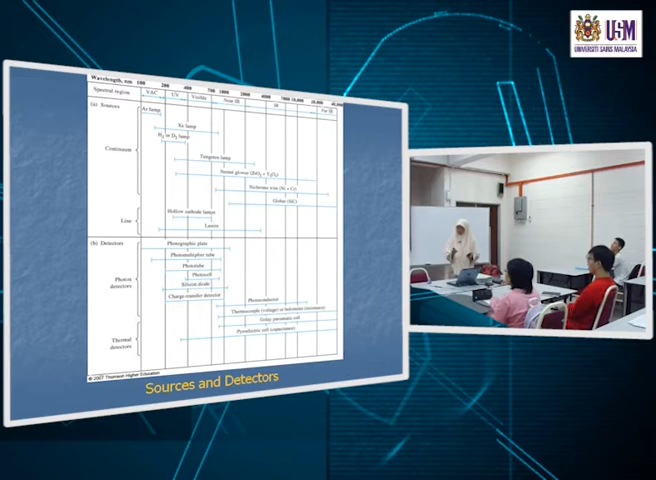 USM
UNIVERSITI SAINS MALAYSIA
Wavelength, nm 100 200 400 700 1000 2000 4000 7000 10,000 20,000 40,000
Spectral region VAC UV Visible Near IR IR Far IR
(a) Sources
Ar lamp
Xe lamp
H2 or D2 lamp
Continuum
Tungsten lamp
Nernst glower (ZrO2 + Y2O3)
Nichrome wire (Ni + Cr)
Globar (SiC)
Hollow cathode lamps
Line
Lasers
(b) Detectors
Photographic plate
Photomultiplier tube
Phototube
Photon
detectors
Photocell
Silicon diode
Charge-transfer detector
Photoconductor
Thermocouple (voltage) or bolometer (resistance)
Golay pneumatic cell
Pyroelectric cell (capacitance)
Thermal
detectors
© 2007 Thomson Higher Education
Sources and Detectors